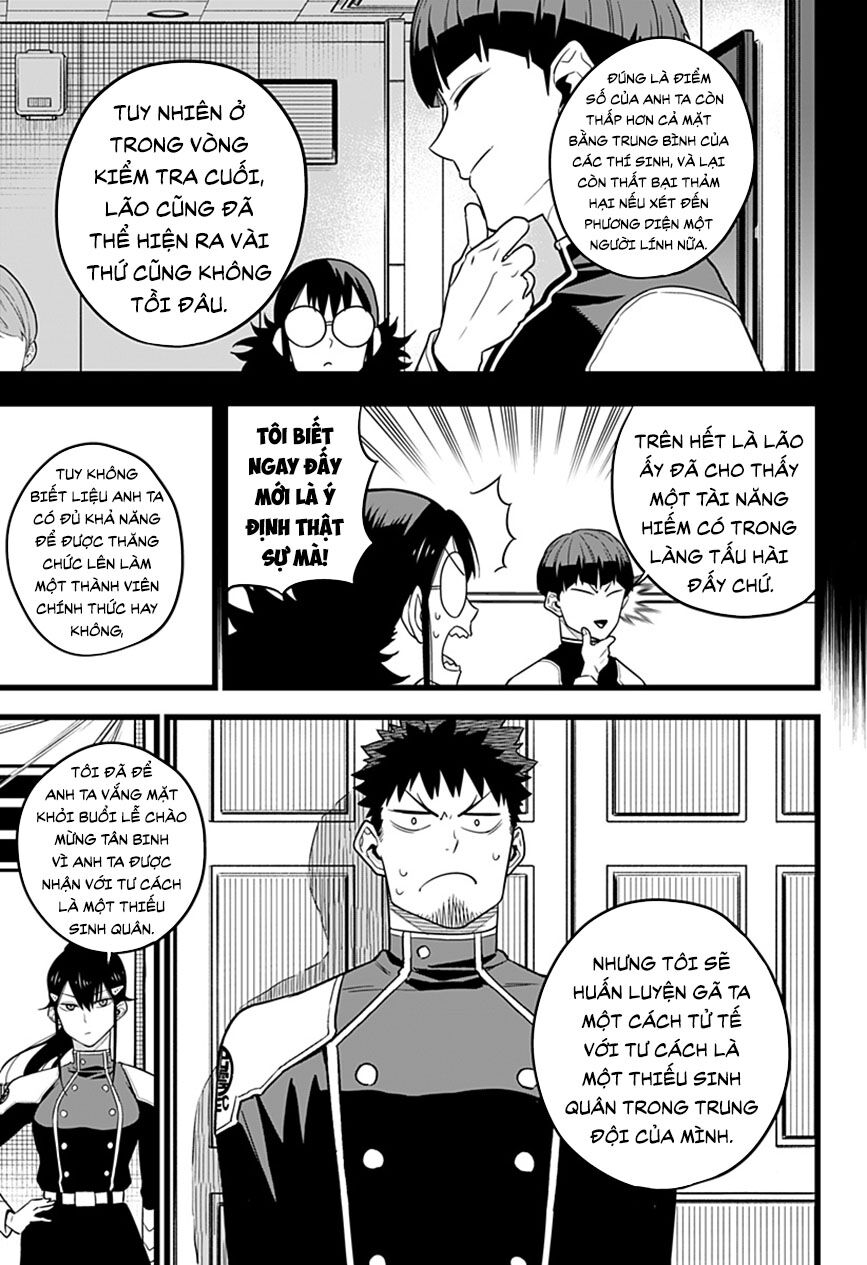 ĐÚNG LÀ ĐIỂM
SỐ CỦA ANH TA CÒN
THẤP HƠN CẢ MẶT
BẰNG TRUNG BÌNH CỦA
CÁC THÍ SINH, VÀ LẠI
CÒN THẤT BẠI THẢM
HẠI NẾU XÉT ĐẾN
PHƯƠNG DIỆN MỘT
NGƯỜI LÍNH NỮA.
TUY NHIÊN Ở
TRONG VÒNG
KIỂM TRA CUỐI,
LÃO CŨNG ĐÃ
THỂ HIỆN RA VÀI
THỨ CŨNG KHÔNG
TỒI ĐÂU.
TRÊN HẾT LÀ LÃO
ẤY ĐÃ CHO THẤY
MỘT TÀI NĂNG
HIẾM CÓ TRONG
LÀNG TẤU HÀI
ĐẤY CHỨ.
TÔI BIẾT
NGAY ĐẤY
MỚI LÀ Ý
ĐỊNH THẬT
SỰ MÀ!
TUY KHÔNG
BIẾT LIỆU ANH TA
CÓ ĐỦ KHẢ NĂNG
ĐỂ ĐƯỢC THĂNG
CHỨC LÊN LÀM
MỘT THÀNH VIÊN
CHÍNH THỨC HAY
KHÔNG,
NHƯNG TÔI SẼ
HUẤN LUYỆN GÃ TA
MỘT CÁCH TỬ TẾ
VỚI TƯ CÁCH LÀ
MỘT THIẾU SINH
QUÂN TRONG TRUNG
ĐỘI CỦA MÌNH.
TÔI ĐÃ ĐỂ
ANH TA VẮNG MẶT
KHỎI BUỔI LỄ CHÀO
MỪNG TÂN BINH
VÌ ANH TA ĐƯỢC
NHẬN VỚI TƯ CÁCH
LÀ MỘT THIẾU
SINH QUÂN.